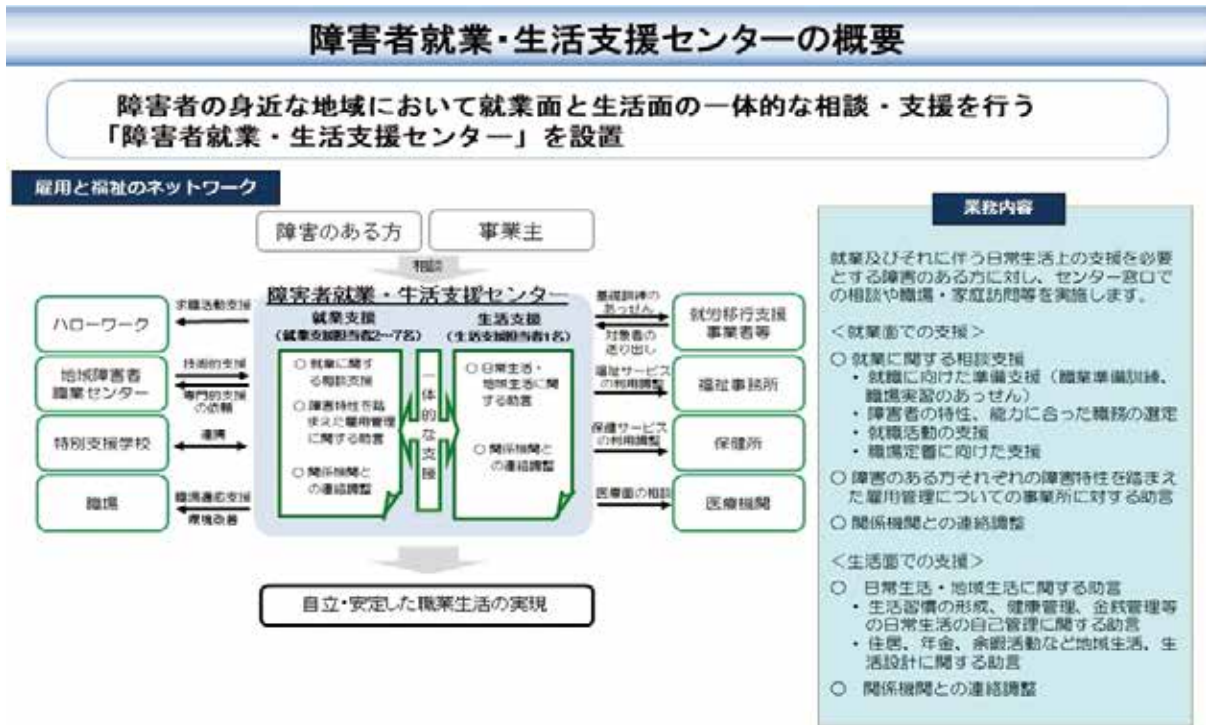 障害者就業・生活支援センターの概要
障害者の身近な地域において就業面と生活面の一体的な相談・支援を行う
「障害者就業・生活支援センター」を設置
雇用と福祉のネットワーク
障害のある方
事業主
相談
障害者就業・生活支援センター
就業支援
(就業支援担当者2~7名)
生活支援
(生活支援担当者1名)
○ 就業に関す
る相談支援
○ 障害特性を踏
まえた雇用管理
に関する助言
○ 関係機関と
の連絡調整
一体的な支援
○ 日常生活・
地域生活に関
する助言
○ 関係機関と
の連絡調整
ハローワーク
求職活動支援
地域障害者
職業センター
技術的支援
専門的支援
の依頼
特別支援学校
連携
職場
職場適応支援
環境改善
基礎訓練の
あっせん
対象者の
送り出し
就労移行支援
事業者等
福祉サービス
の利用調整
福祉事務所
保健サービス
の利用調整
保健所
医療面の相談
医療機関
自立・安定した職業生活の実現
業務内容
就業及びそれに伴う日常生活上の支援を必要
とする障害のある方に対し、センター窓口で
の相談や職場・家庭訪問等を実施します。
<就業面での支援>
○ 就業に関する相談支援
・就職に向けた準備支援(職業準備訓練、
職場実習のあっせん)
・障害者の特性、能力に合った職務の選定
・就職活動の支援
・職場定着に向けた支援
○ 障害のある方それぞれの障害特性を踏まえ
た雇用管理についての事業所に対する助言
○ 関係機関との連絡調整
<生活面での支援>
○ 日常生活・地域生活に関する助言
・生活習慣の形成、健康管理、金銭管理等
の日常生活の自己管理に関する助言
・住居、年金、余暇活動など地域生活、生
活設計に関する助言
○ 関係機関との連絡調整